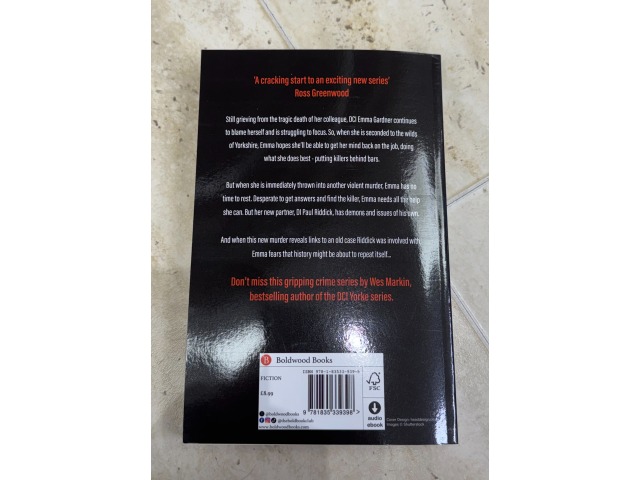 'A cracking start to an exciting new series'
Ross Greenwood
Still grieving from the tragic death of her colleague, DCI Emma Gardner continues
to blame herself and is struggling to focus. So, when she is seconded to the wilds
of Yorkshire, Emma hopes she'll be able to get her mind back on the job, doing
what she does best - putting killers behind bars.
But when she is immediately thrown into another violent murder, Emma has no
time to rest. Desperate to get answers and find the killer, Emma needs all the help
she can. But her new partner, DI Paul Riddick, has demons and issues of his own.
And when this new murder reveals links to an old case Riddick was involved with,
Emma fears that history might be about to repeat itself...
Don't miss this gripping crime series by Wes Markin,
bestselling author of the DCI Yorke series.
B Boldwood Books
FICTION
£8.99
@boldwoodbooks
@theboldbookclub
www.boldwoodbooks.com
9 781835 339398 >
FSC
audio
ebook
Cover Design:
Images © Shutterstock